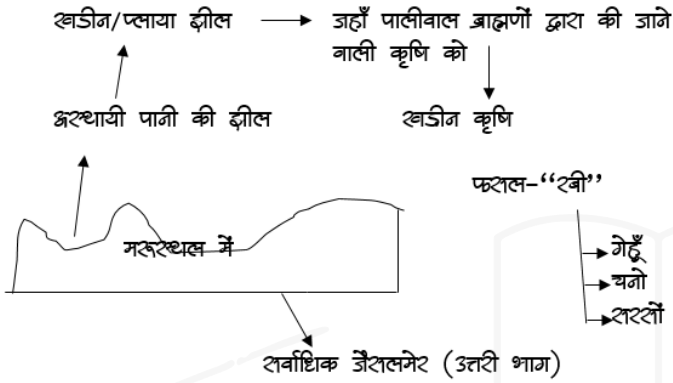 खडीन/प्लाया झील → जहाँ पालीवाल ब्राह्मणों द्वारा की जाने
वाली कृषि को
अस्थायी पानी की झील
खडीन कृषि
फसल-“रबी”
मरूस्थल में
गेहूँ
चनो
सरसों
सर्वाधिक जैसलमेर (उत्तरी भाग)